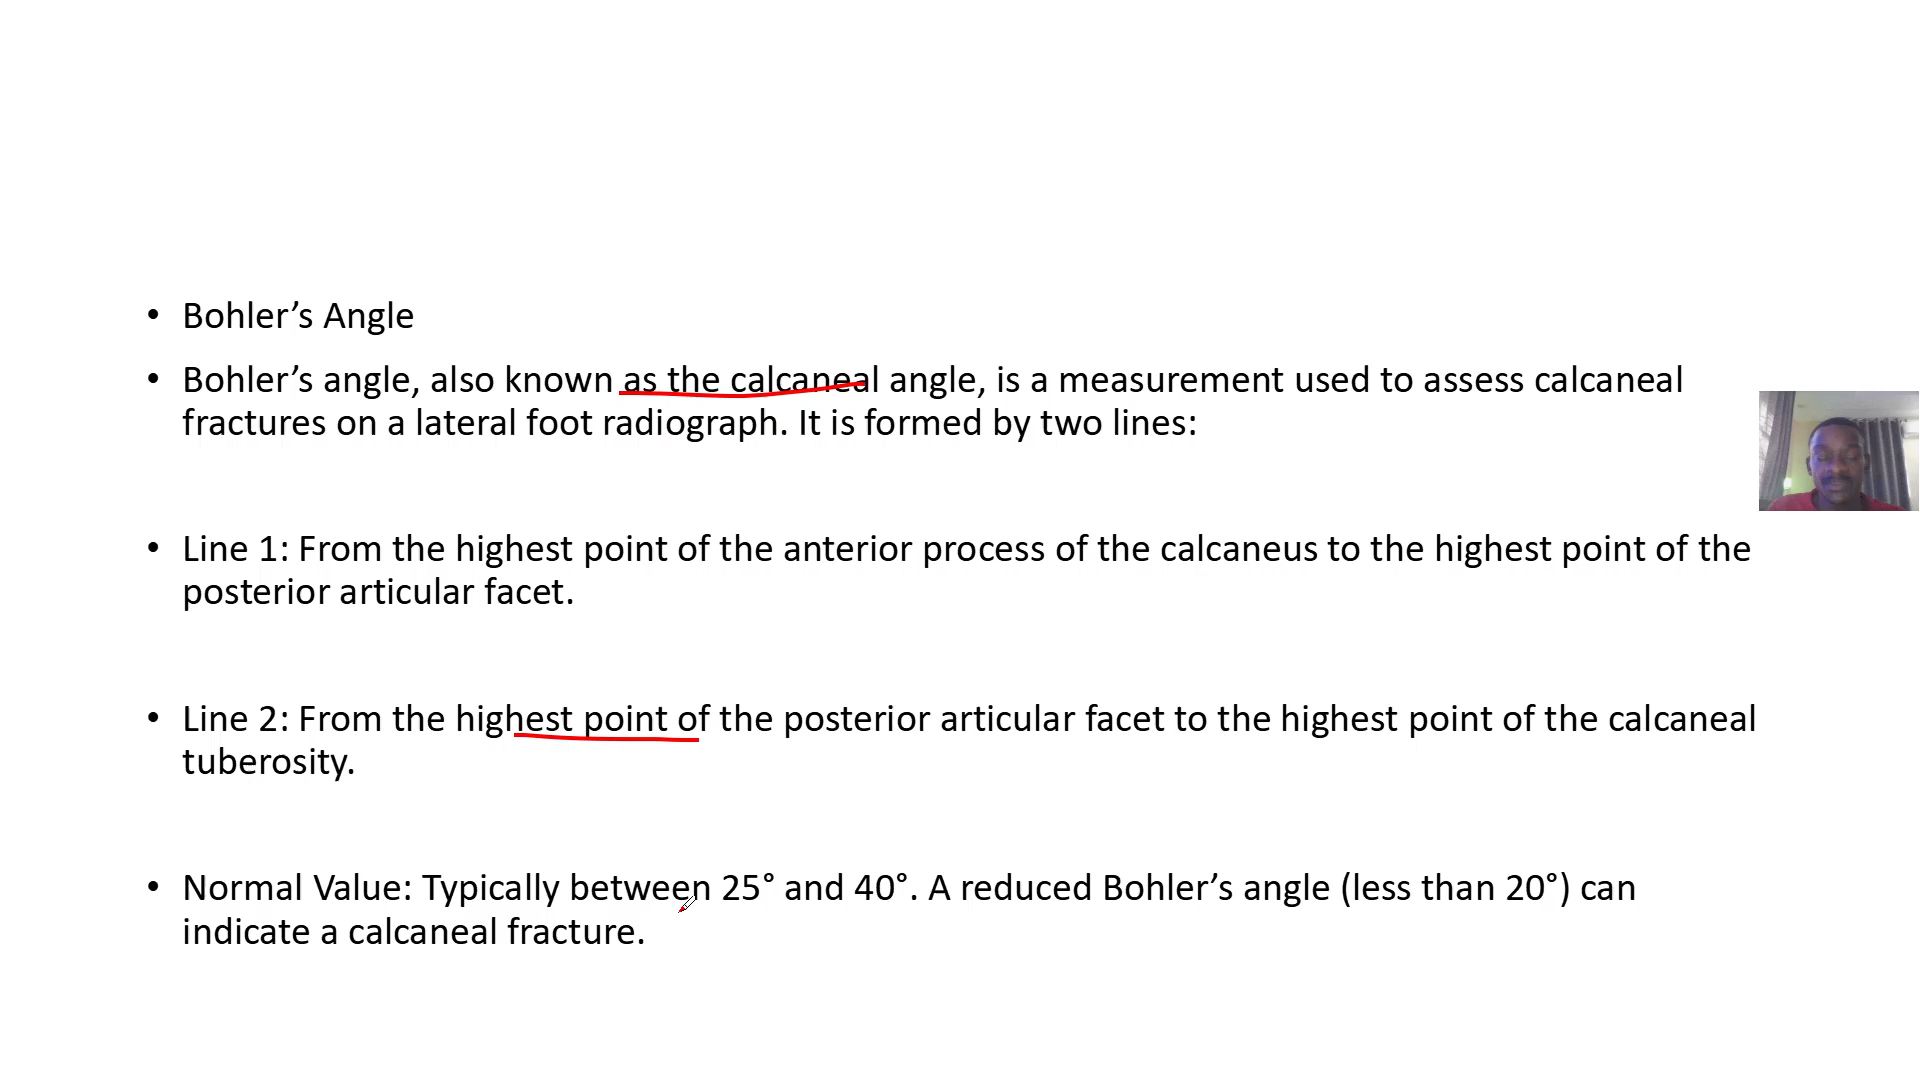 • Bohler’s Angle
• Bohler’s angle, also known as the calcaneal angle, is a measurement used to assess calcaneal
fractures on a lateral foot radiograph. It is formed by two lines:
• Line 1: From the highest point of the anterior process of the calcaneus to the highest point of the
posterior articular facet.
• Line 2: From the highest point of the posterior articular facet to the highest point of the calcaneal
tuberosity.
• Normal Value: Typically between 25° and 40°. A reduced Bohler’s angle (less than 20°) can
indicate a calcaneal fracture.